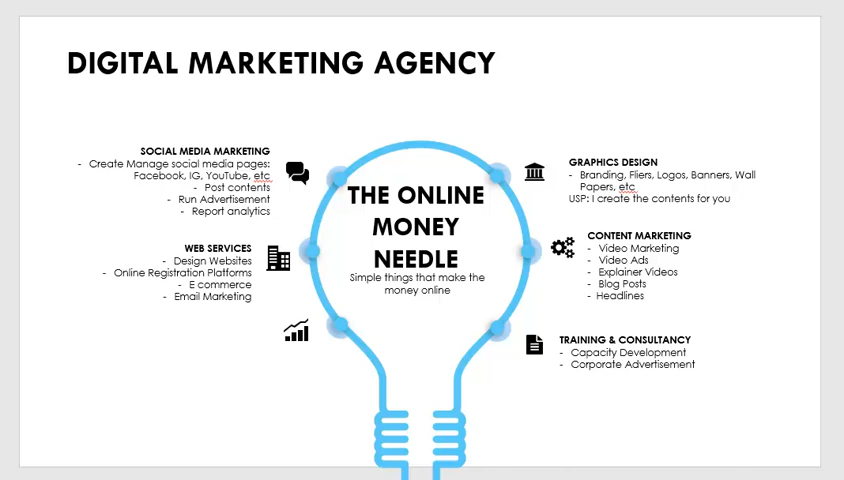 DIGITAL MARKETING AGENCY
SOCIAL MEDIA MARKETING
- Create Manage social media pages:
Facebook, IG, YouTube, etc
- Post contents
- Run Advertisement
- Report analytics
WEB SERVICES
- Design Websites
- Online Registration Platforms
- E commerce
- Email Marketing
THE ONLINE
MONEY
NEEDLE
Simple things that make the
money online
GRAPHICS DESIGN
- Branding, Fliers, Logos, Banners, Wall
Papers, etc
USP: I create the contents for you
CONTENT MARKETING
- Video Marketing
- Video Ads
- Explainer Videos
- Blog Posts
- Headlines
TRAINING & CONSULTANCY
- Capacity Development
- Corporate Advertisement